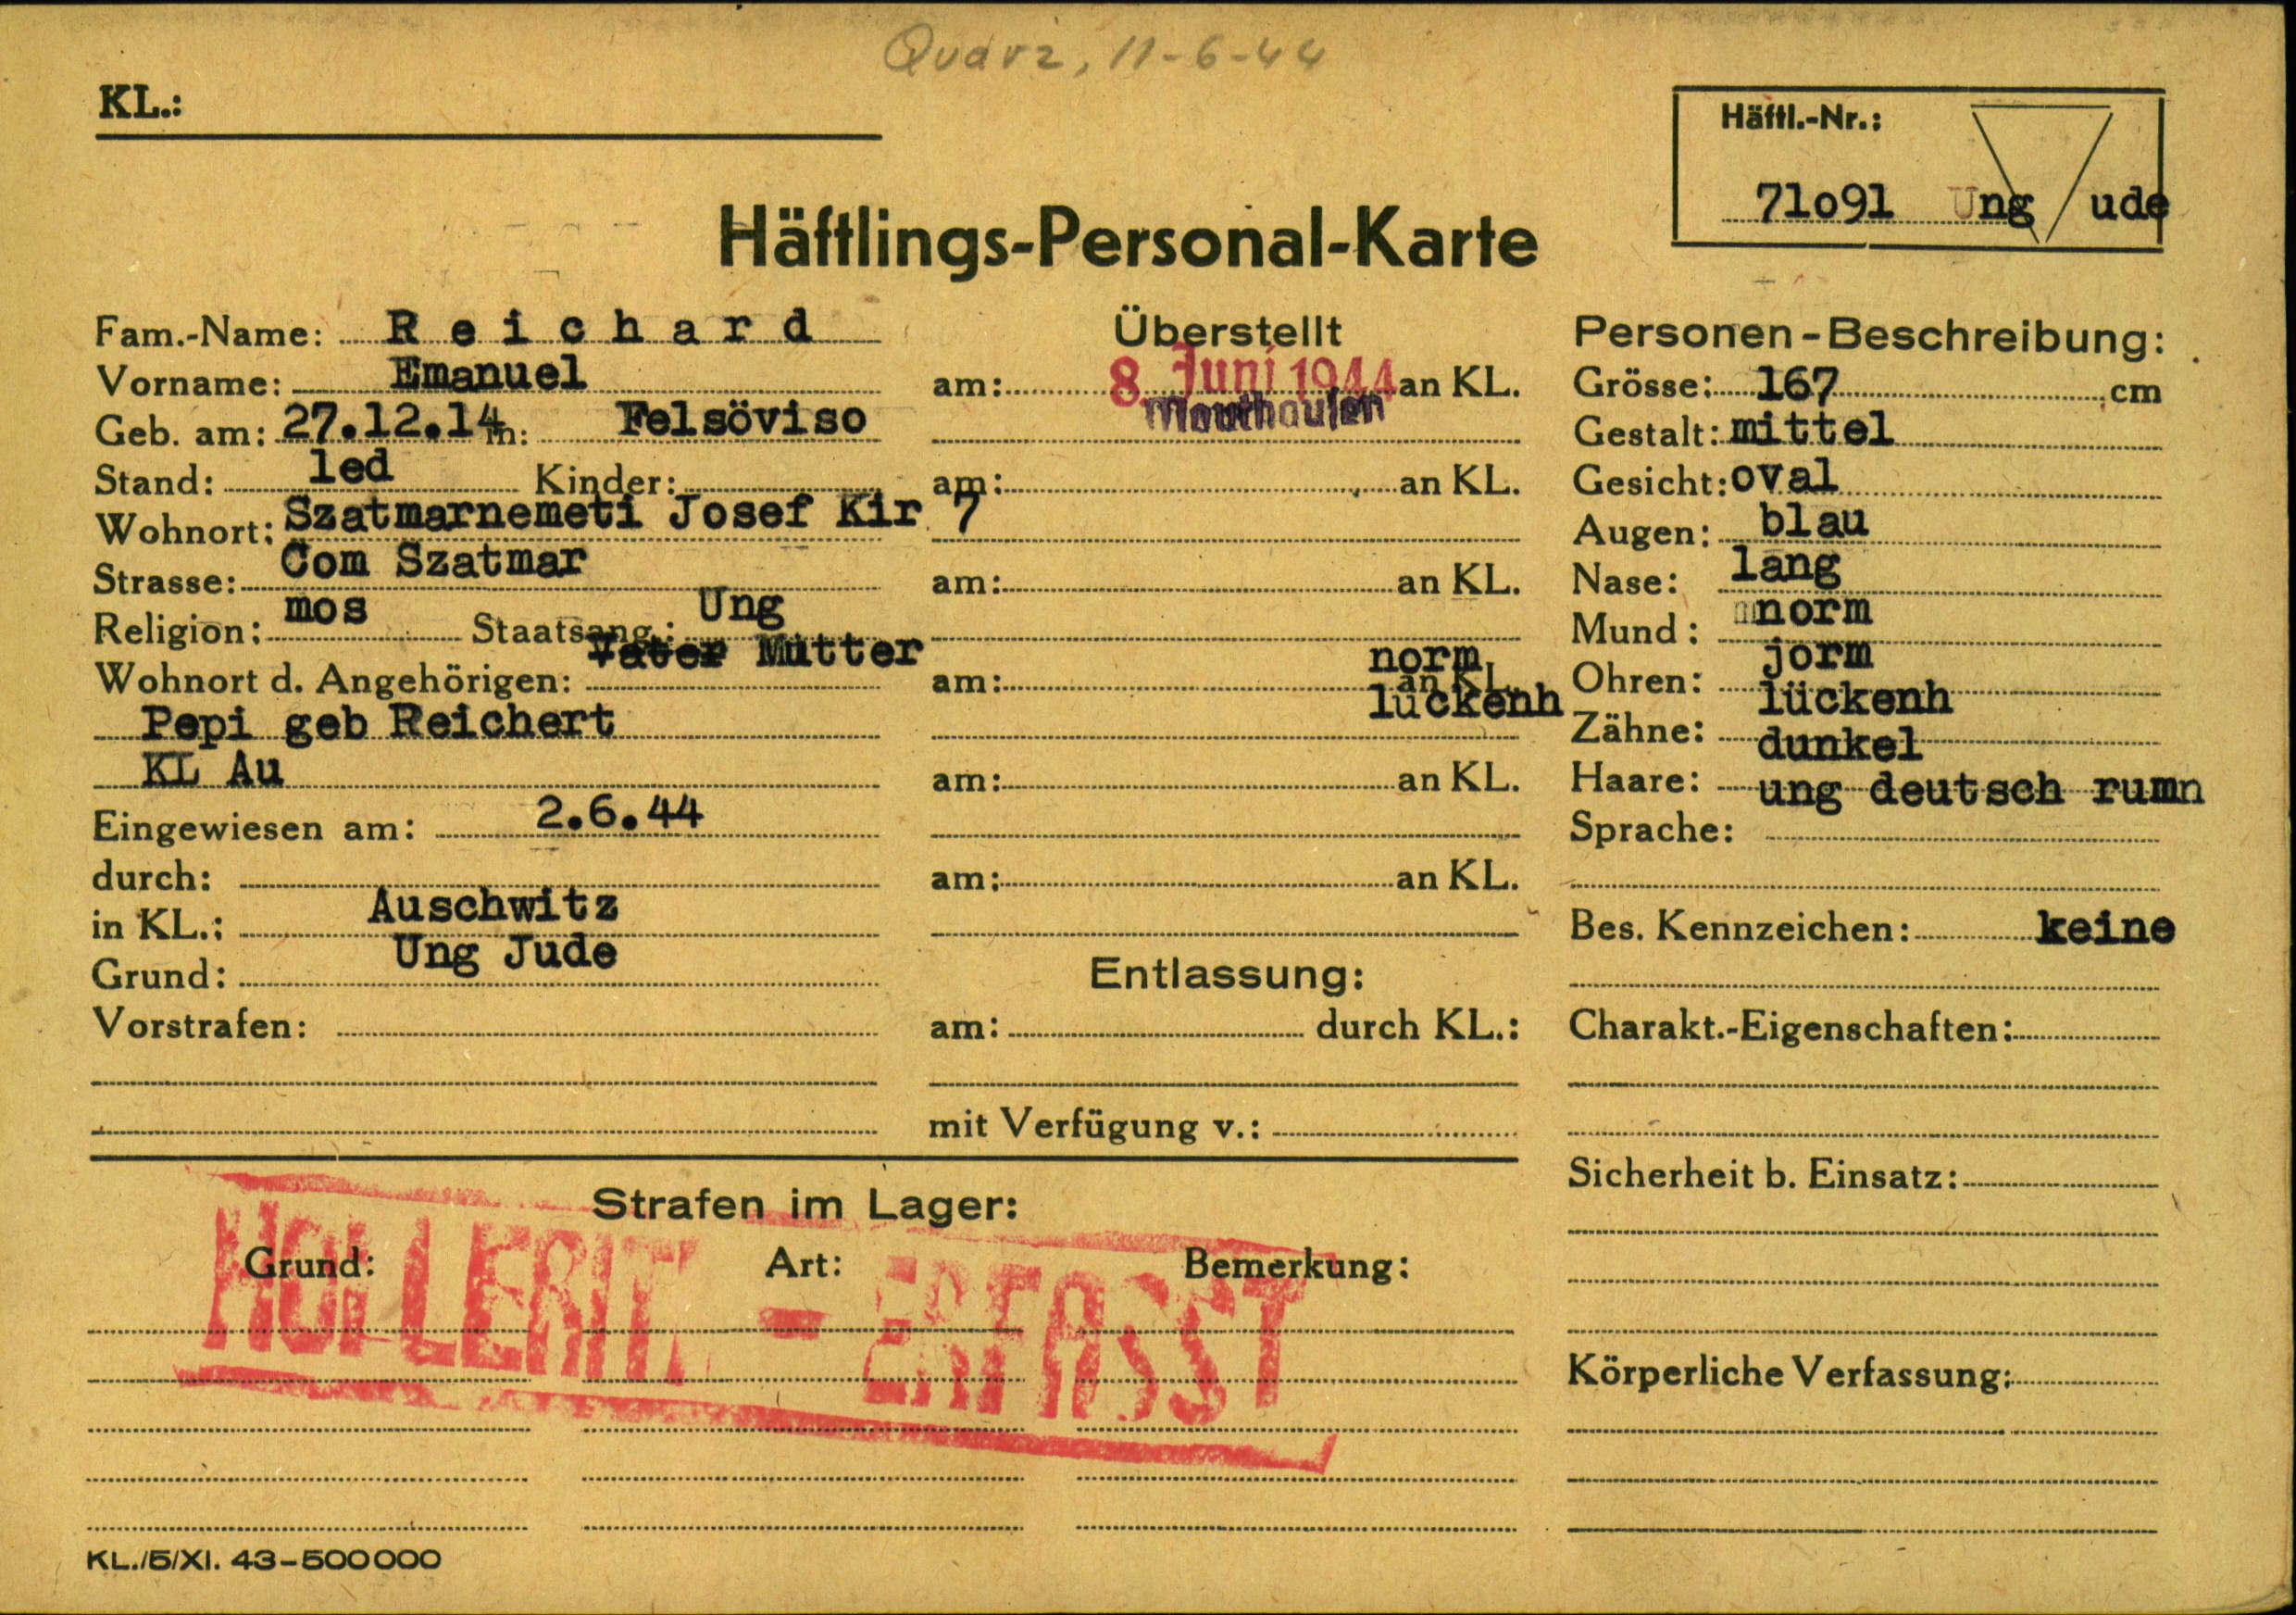 Quarz, 11-6-44
KL.:
Häftl.-Nr.:
71o91 Ung Jude
Häftlings-Personal-Karte
Fam.-Name: Reichard
Vorname: Emanuel
Geb. am: 27.12.14 in: Felsöviso
Stand: led Kinder:
Wohnort: Szatmarnemeti Josef Kir 7
Strasse: Com Szatmar
Religion: mos Staatsang.: Ung
Wohnort d. Angehörigen: Vater Mutter
Pepi geb Reichert
KL Au
Eingewiesen am: 2.6.44
durch:
in KL.: Auschwitz
Grund: Ung Jude
Vorstrafen:
Überstellt
am: 8. Juni 1944 an KL.
Mauthausen
am: an KL.
am: an KL.
norm
am: an KL.
lückenh
am: an KL.
am: an KL.
Entlassung:
am: durch KL.:
mit Verfügung v.:
Personen-Beschreibung:
Grösse: 167 cm
Gestalt: mittel
Gesicht: oval
Augen: blau
Nase: lang
Mund: norm
Ohren: jorm
Zähne: lückenh
Haare: dunkel
Sprache: ung deutsch rumn
Bes. Kennzeichen: keine
Charakt.-Eigenschaften:
Sicherheit b. Einsatz:
Körperliche Verfassung:
Strafen im Lager:
Grund: Art: Bemerkung:
HOLLERITH - ERFASST
KL./5/XI. 43-500000